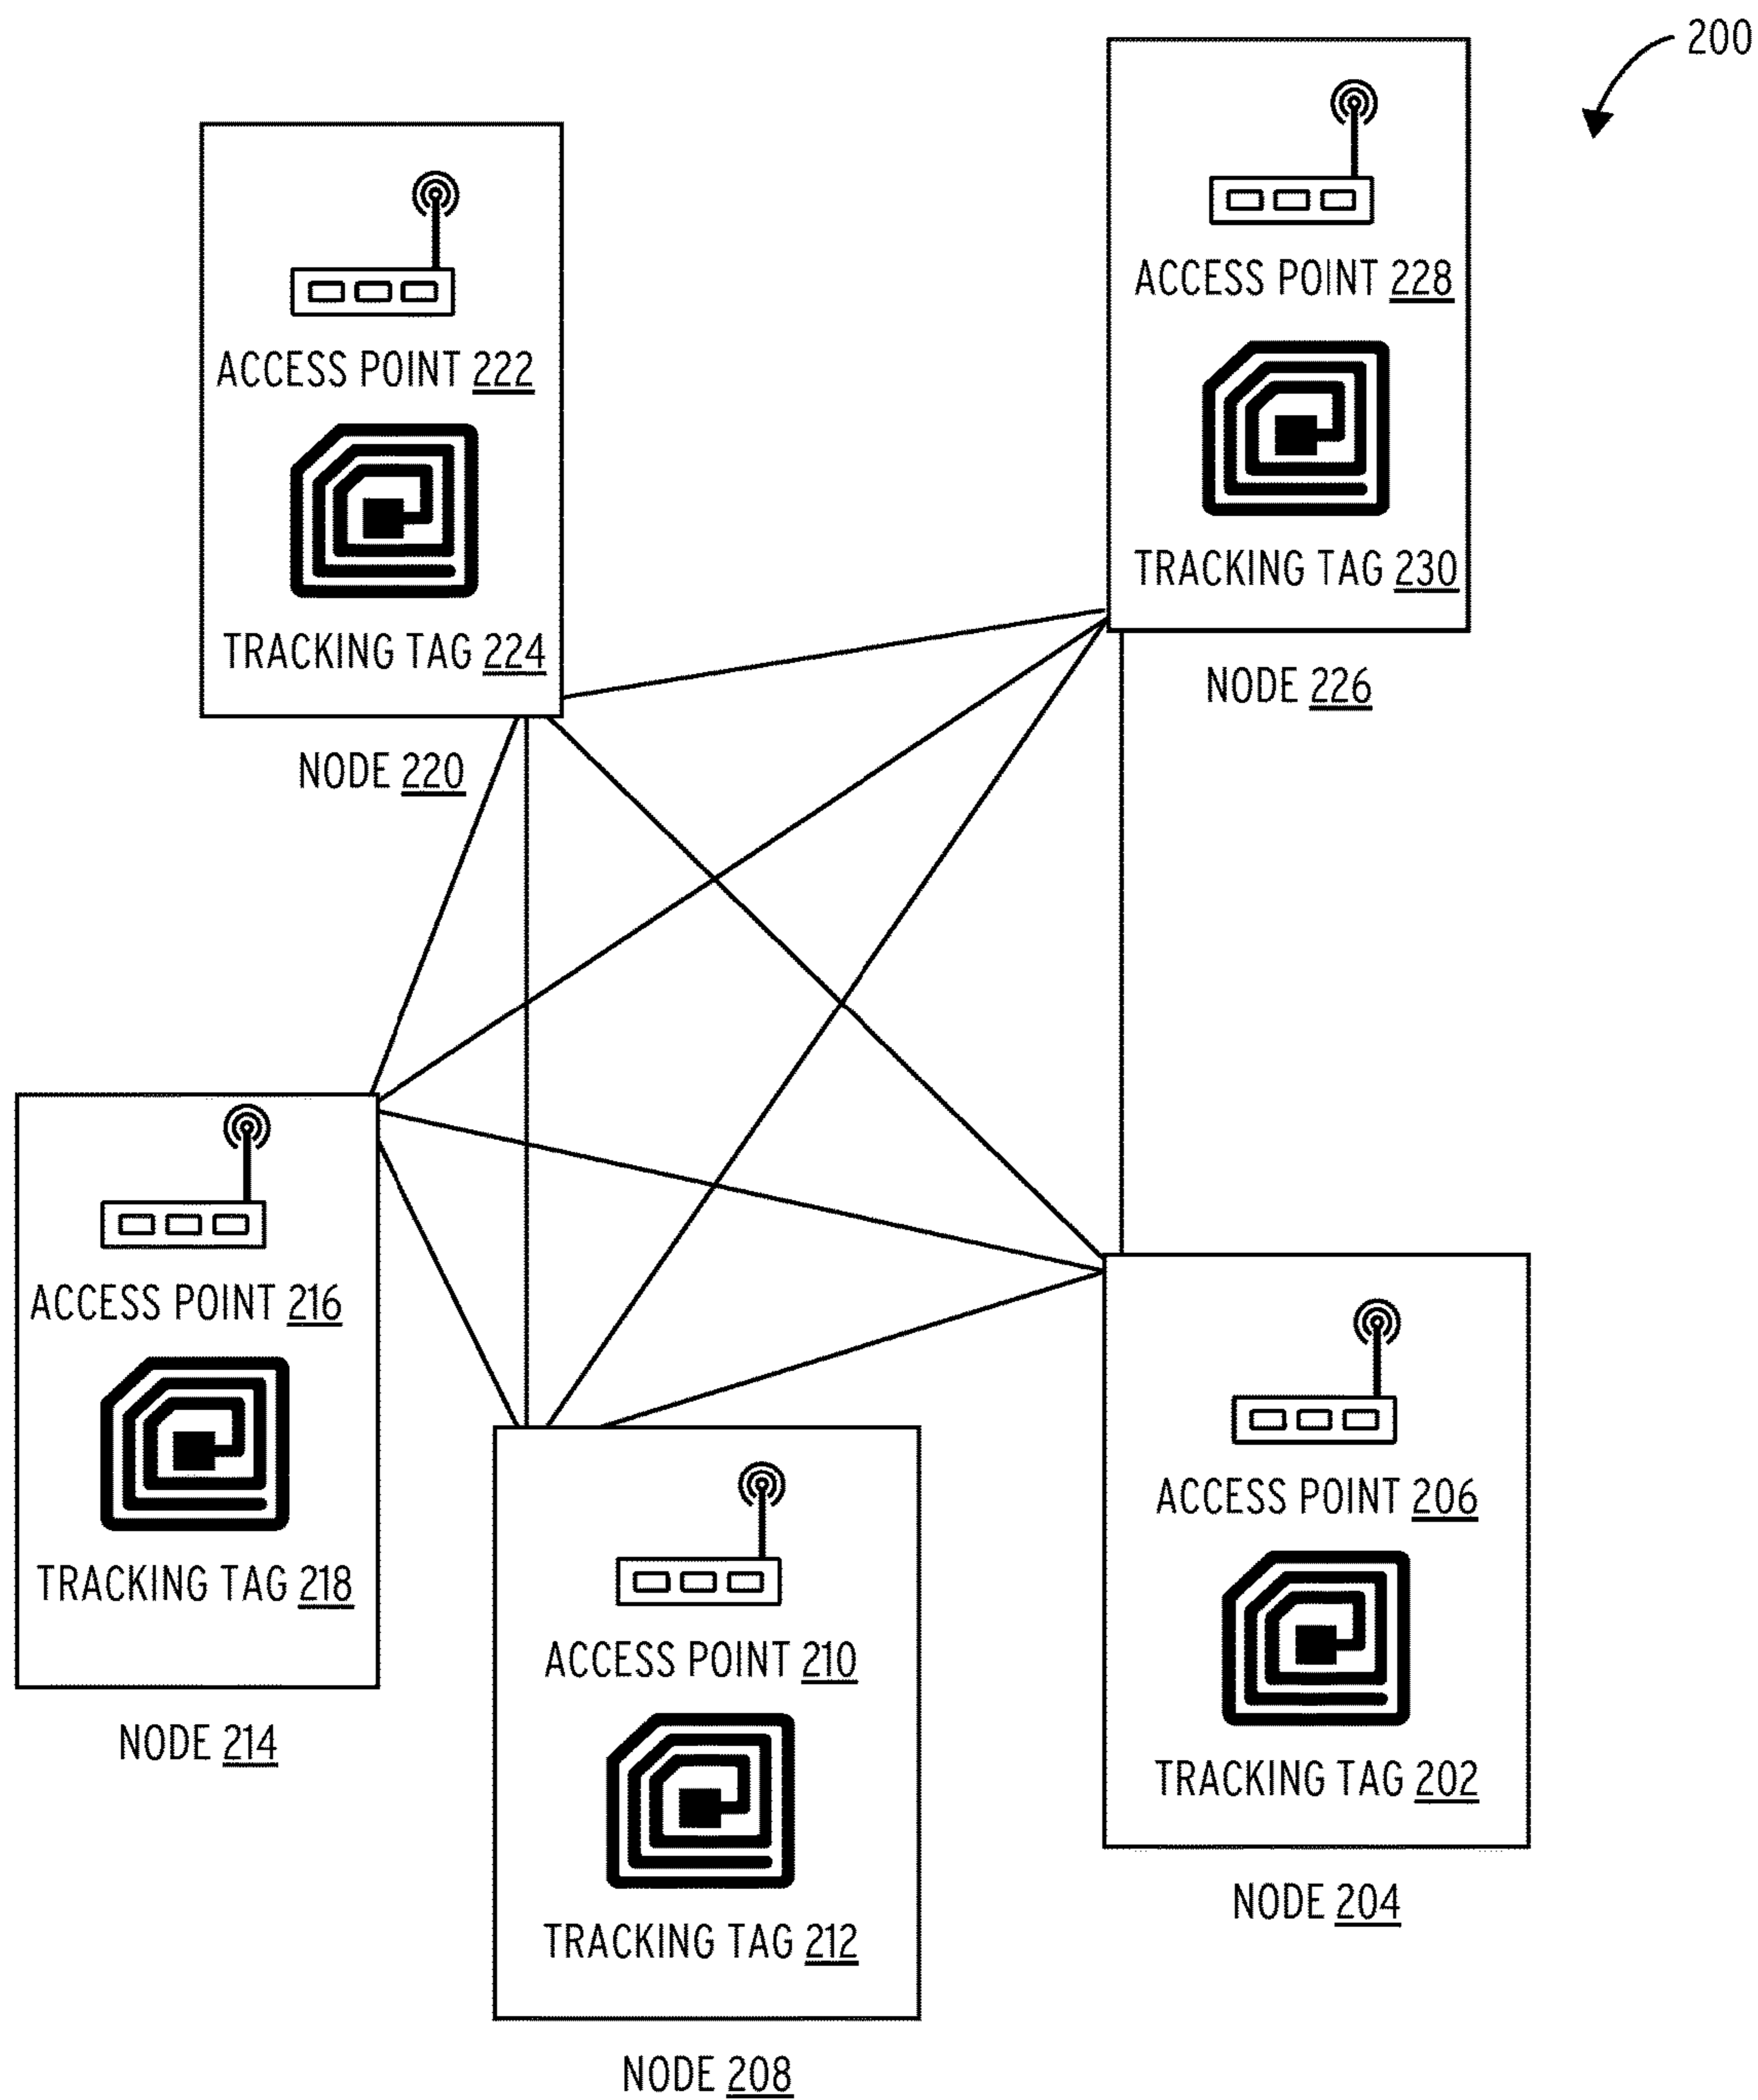 200
ACCESS POINT 228
TRACKING TAG 230
NODE 226
ACCESS POINT 222
TRACKING TAG 224
NODE 220
ACCESS POINT 216
TRACKING TAG 218
NODE 214
ACCESS POINT 210
TRACKING TAG 212
NODE 208
ACCESS POINT 206
TRACKING TAG 202
NODE 204